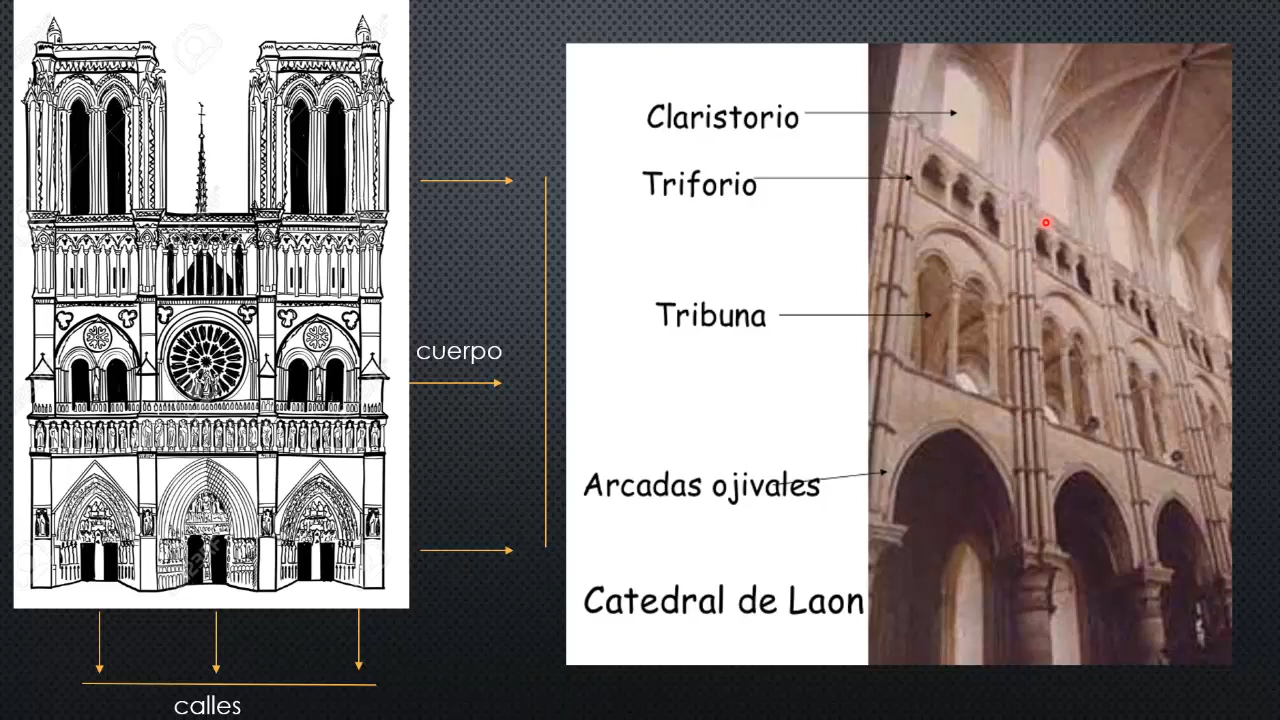 cuerpo
calles
Claristorio
Triforio
Tribuna
Arcadas ojivales
Catedral de Laon